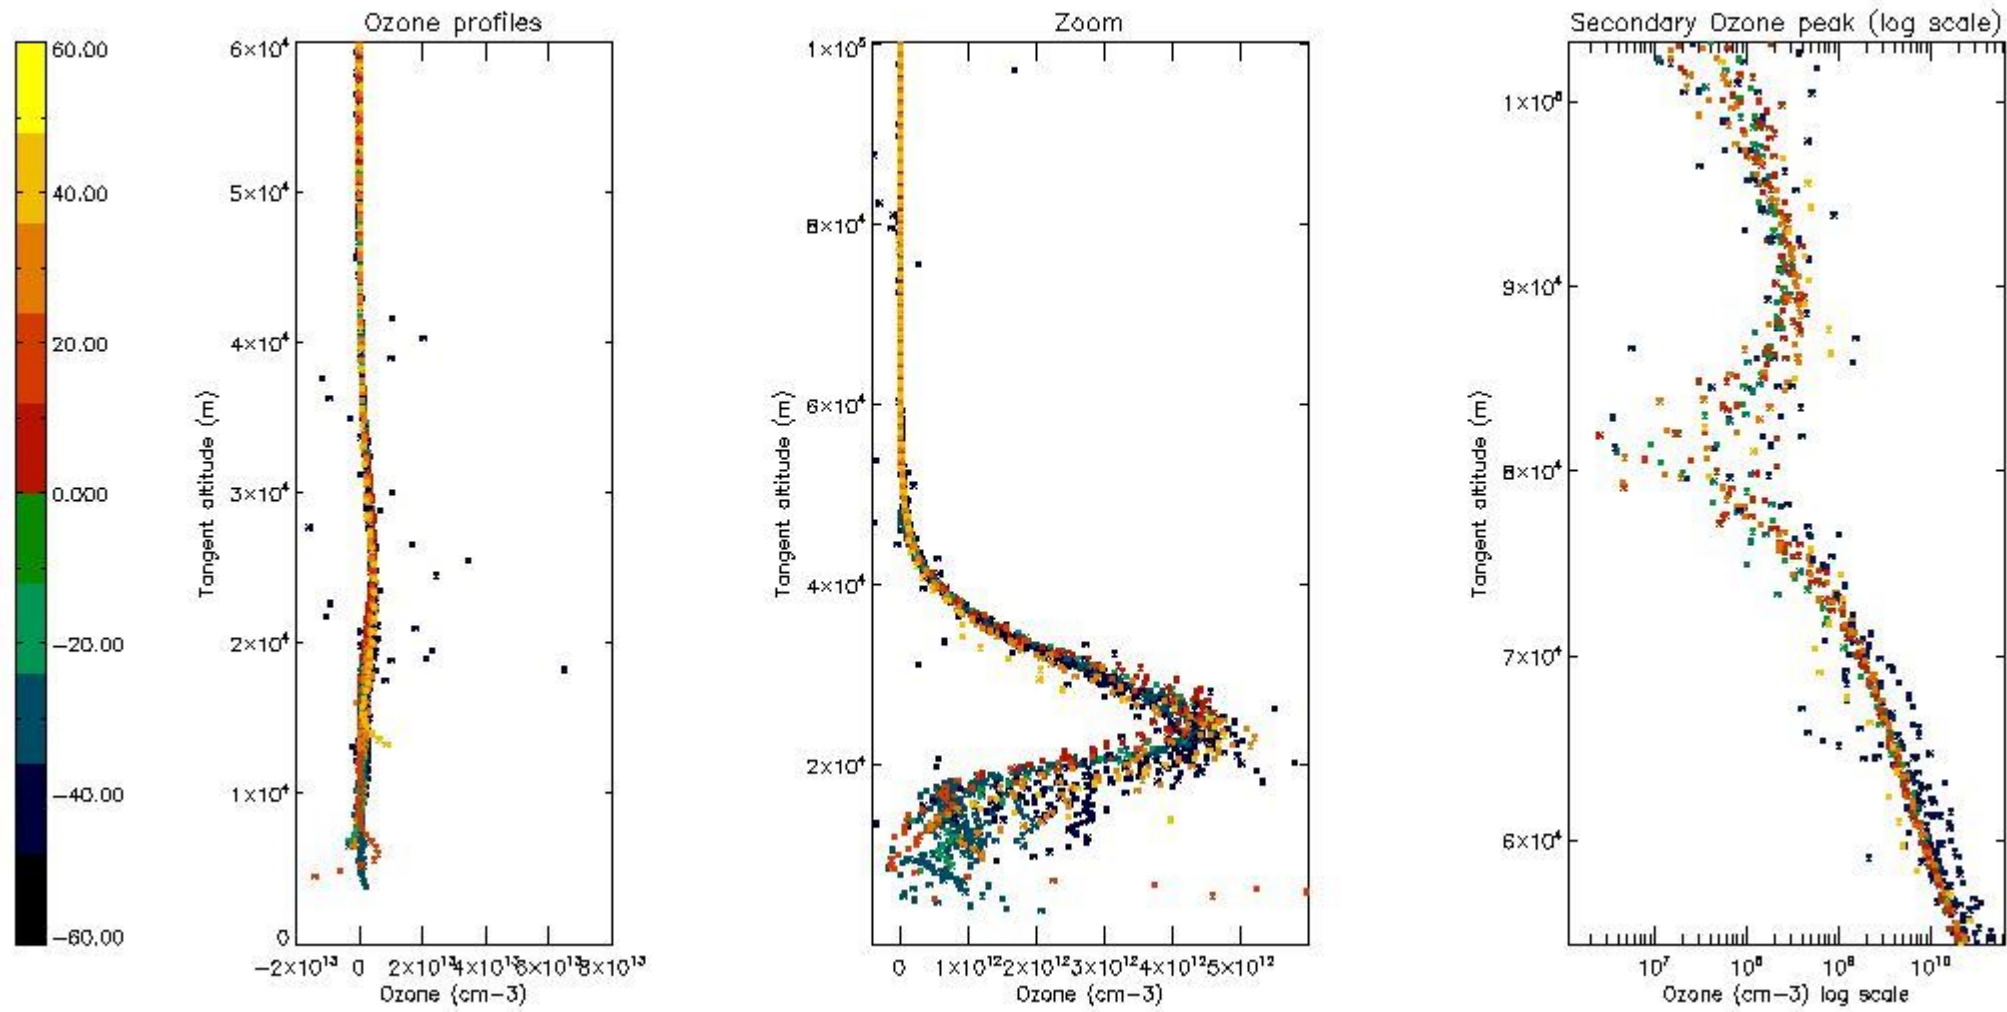 Ozone profiles
Zoom
Secondary Ozone peak (log scale)
60.00
40.00
20.00
0.000
−20.00
−40.00
−60.00
6×10⁴
5×10⁴
4×10⁴
3×10⁴
2×10⁴
1×10⁴
0
Tangent altitude (m)
−2×10¹³ 0 2×10¹³ 4×10¹³ 6×10¹³ 8×10¹³
Ozone (cm−3)
1×10⁵
8×10⁴
6×10⁴
4×10⁴
2×10⁴
Tangent altitude (m)
0 1×10¹² 2×10¹² 3×10¹² 4×10¹² 5×10¹²
Ozone (cm−3)
1×10⁵
9×10⁴
8×10⁴
7×10⁴
6×10⁴
Tangent altitude (m)
10⁷ 10⁸ 10⁹ 10¹⁰
Ozone (cm−3) log scale